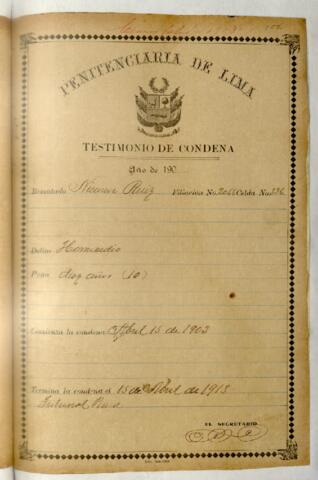 PENITENCIARIA DE LIMA
TESTIMONIO DE CONDENA
Año de 190
Rematado Ruiz Filiación No. Celda No.
Delito Homicidio
Pena diez años (10)
Comienza la condena Abril 15 de 1903
Termina la condena el 15 de Abril de 1913
Tribunal
EL SECRETARIO